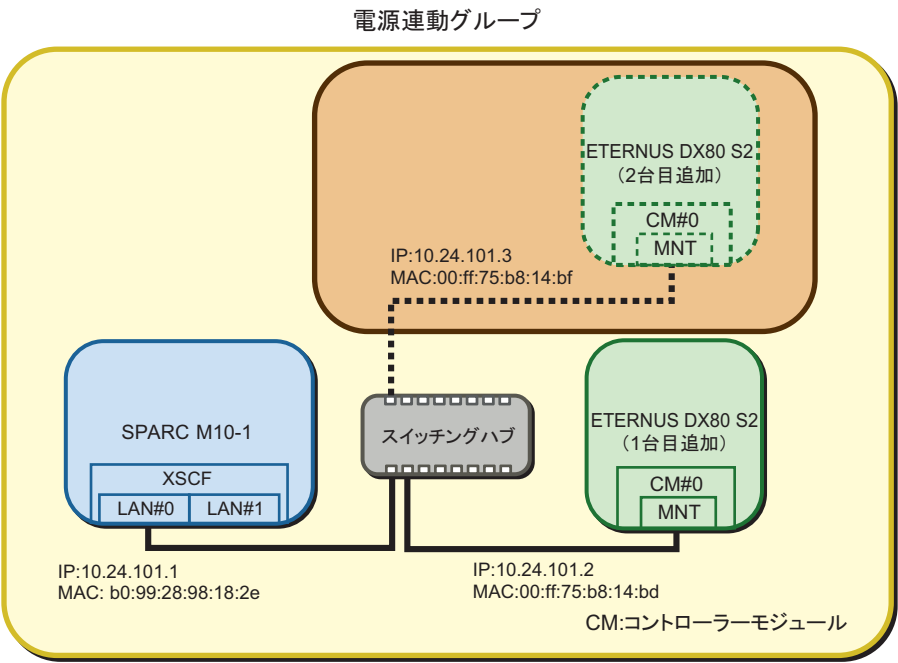 電源連動グループ
ETERNUS DX80 S2
（2台目追加）
CM#0
MNT
IP:10.24.101.3
MAC:00:ff:75:b8:14:bf
SPARC M10-1
XSCF
LAN#0
LAN#1
スイッチングハブ
ETERNUS DX80 S2
（1台目追加）
CM#0
MNT
IP:10.24.101.1
MAC: b0:99:28:98:18:2e
IP:10.24.101.2
MAC:00:ff:75:b8:14:bd
CM:コントローラーモジュール